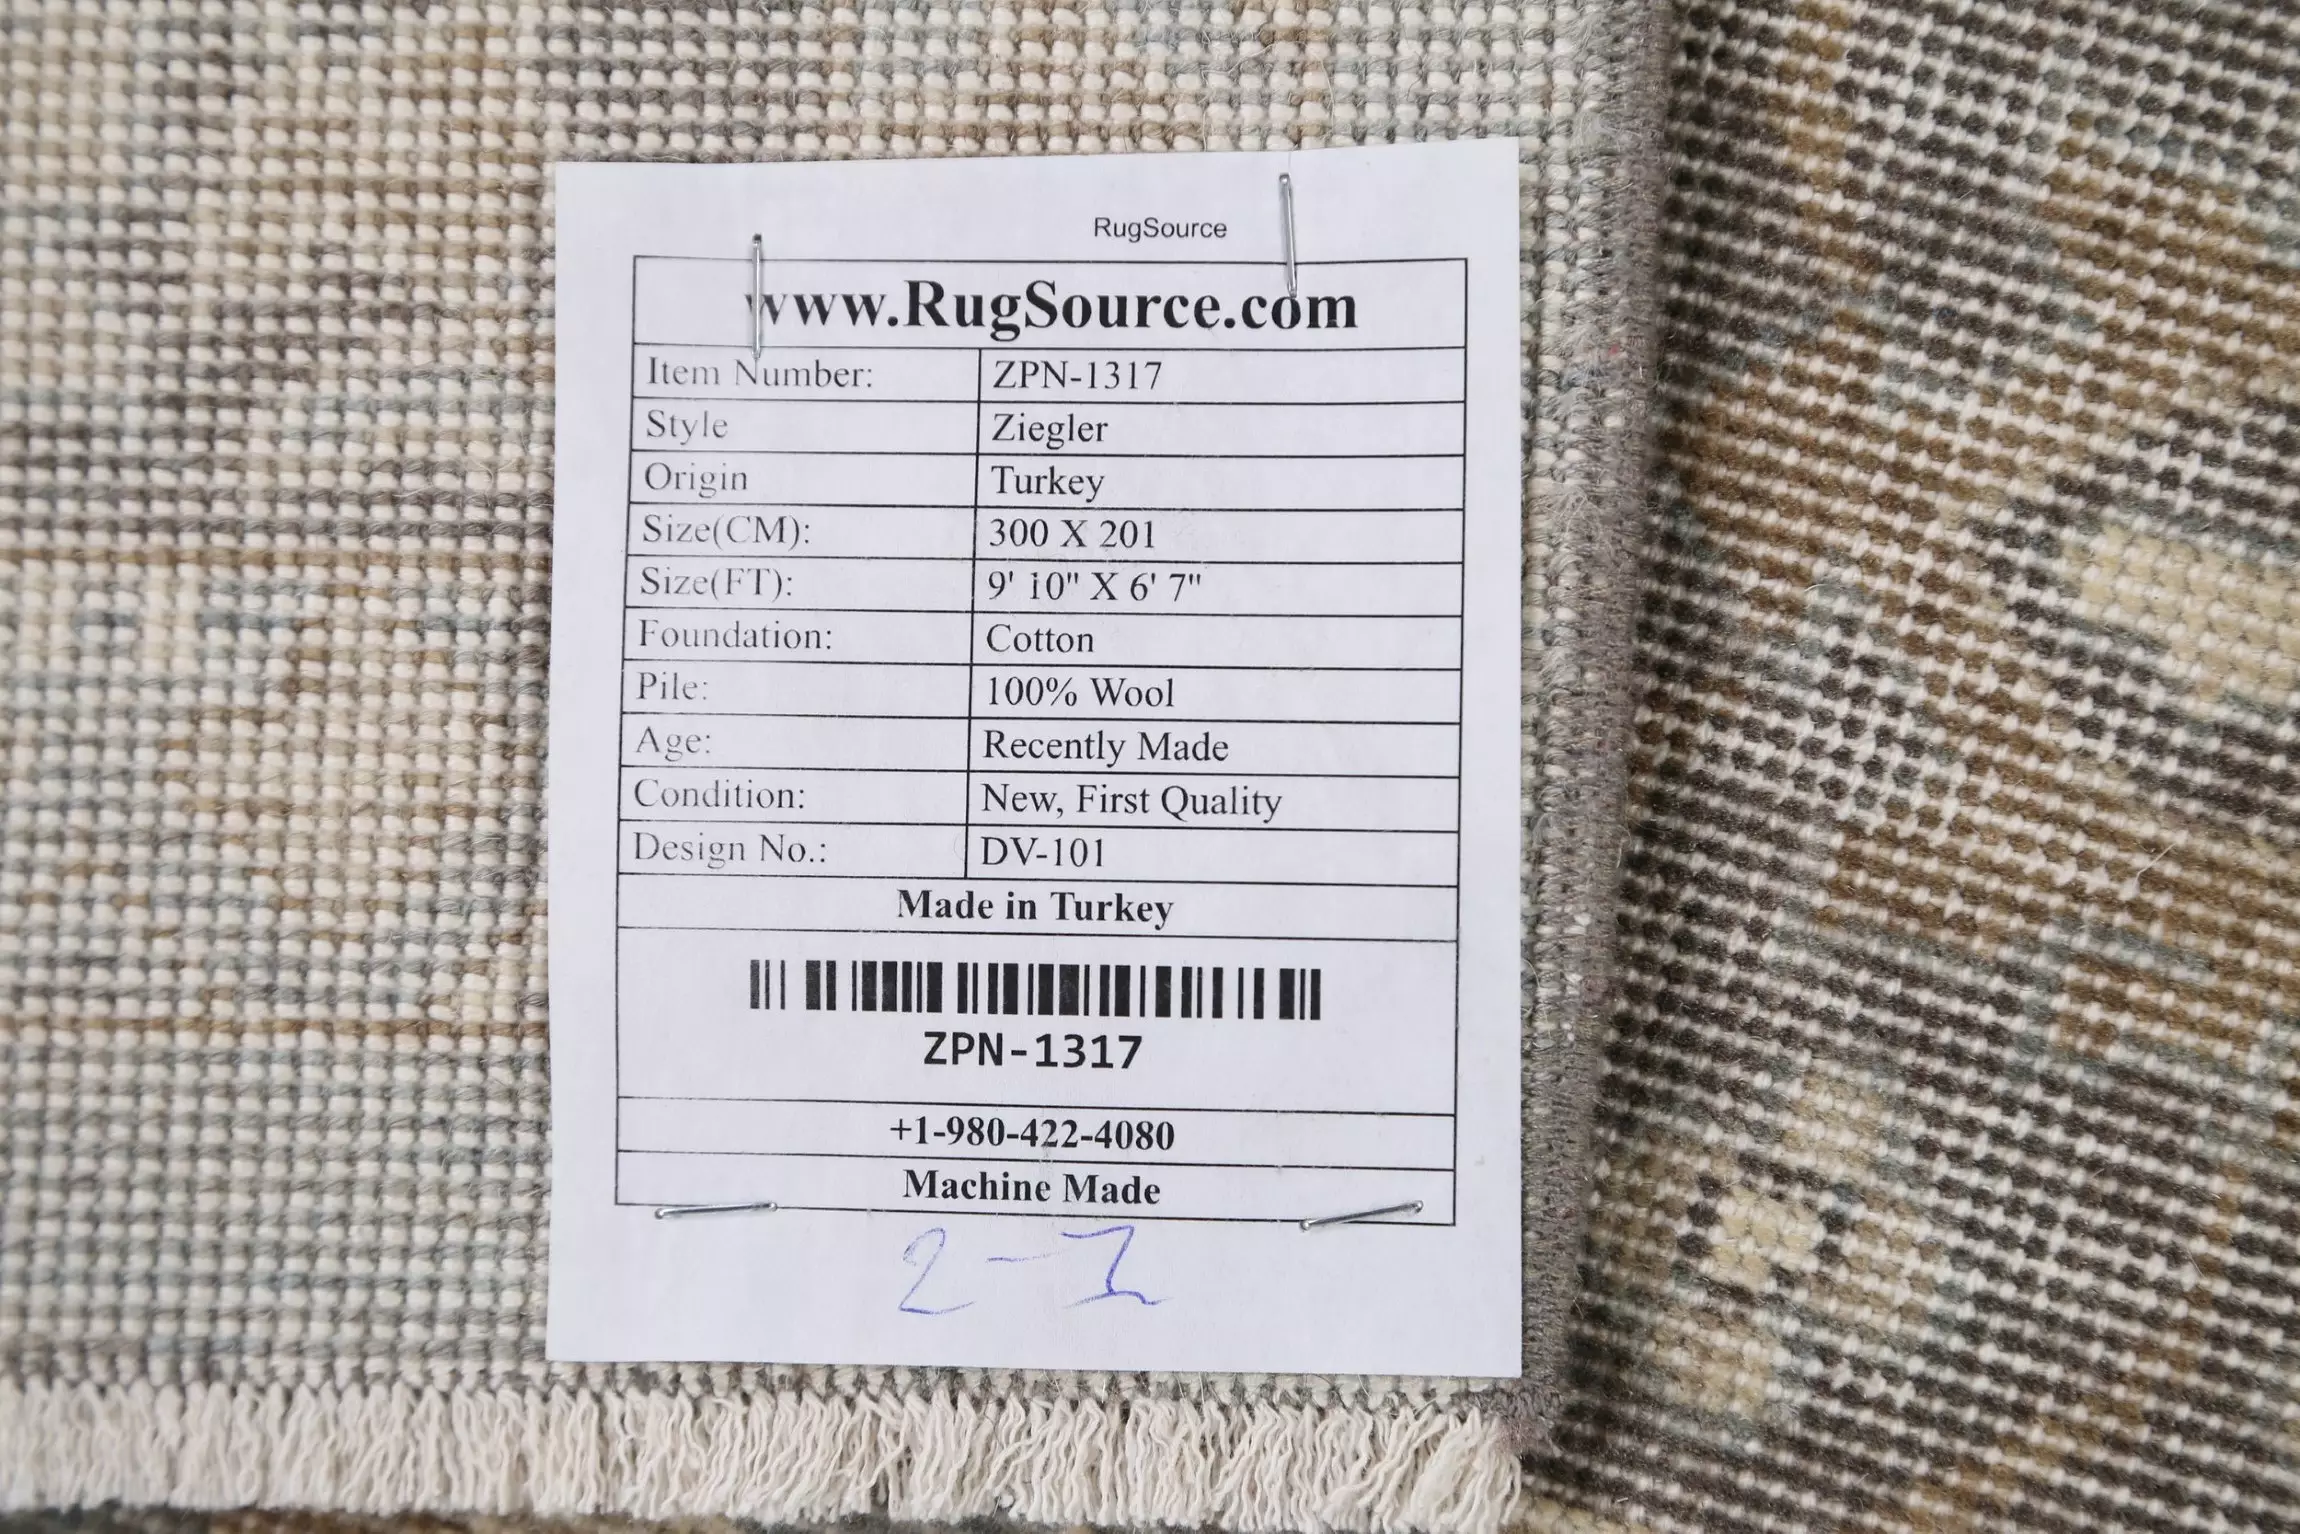 RugSource
www.RugSource.com
Item Number: ZPN-1317
Style Ziegler
Origin Turkey
Size(CM): 300 X 201
Size(FT): 9' 10" X 6' 7"
Foundation: Cotton
Pile: 100% Wool
Age: Recently Made
Condition: New, First Quality
Design No.: DV-101
Made in Turkey
ZPN-1317
+1-980-422-4080
Machine Made
2-1